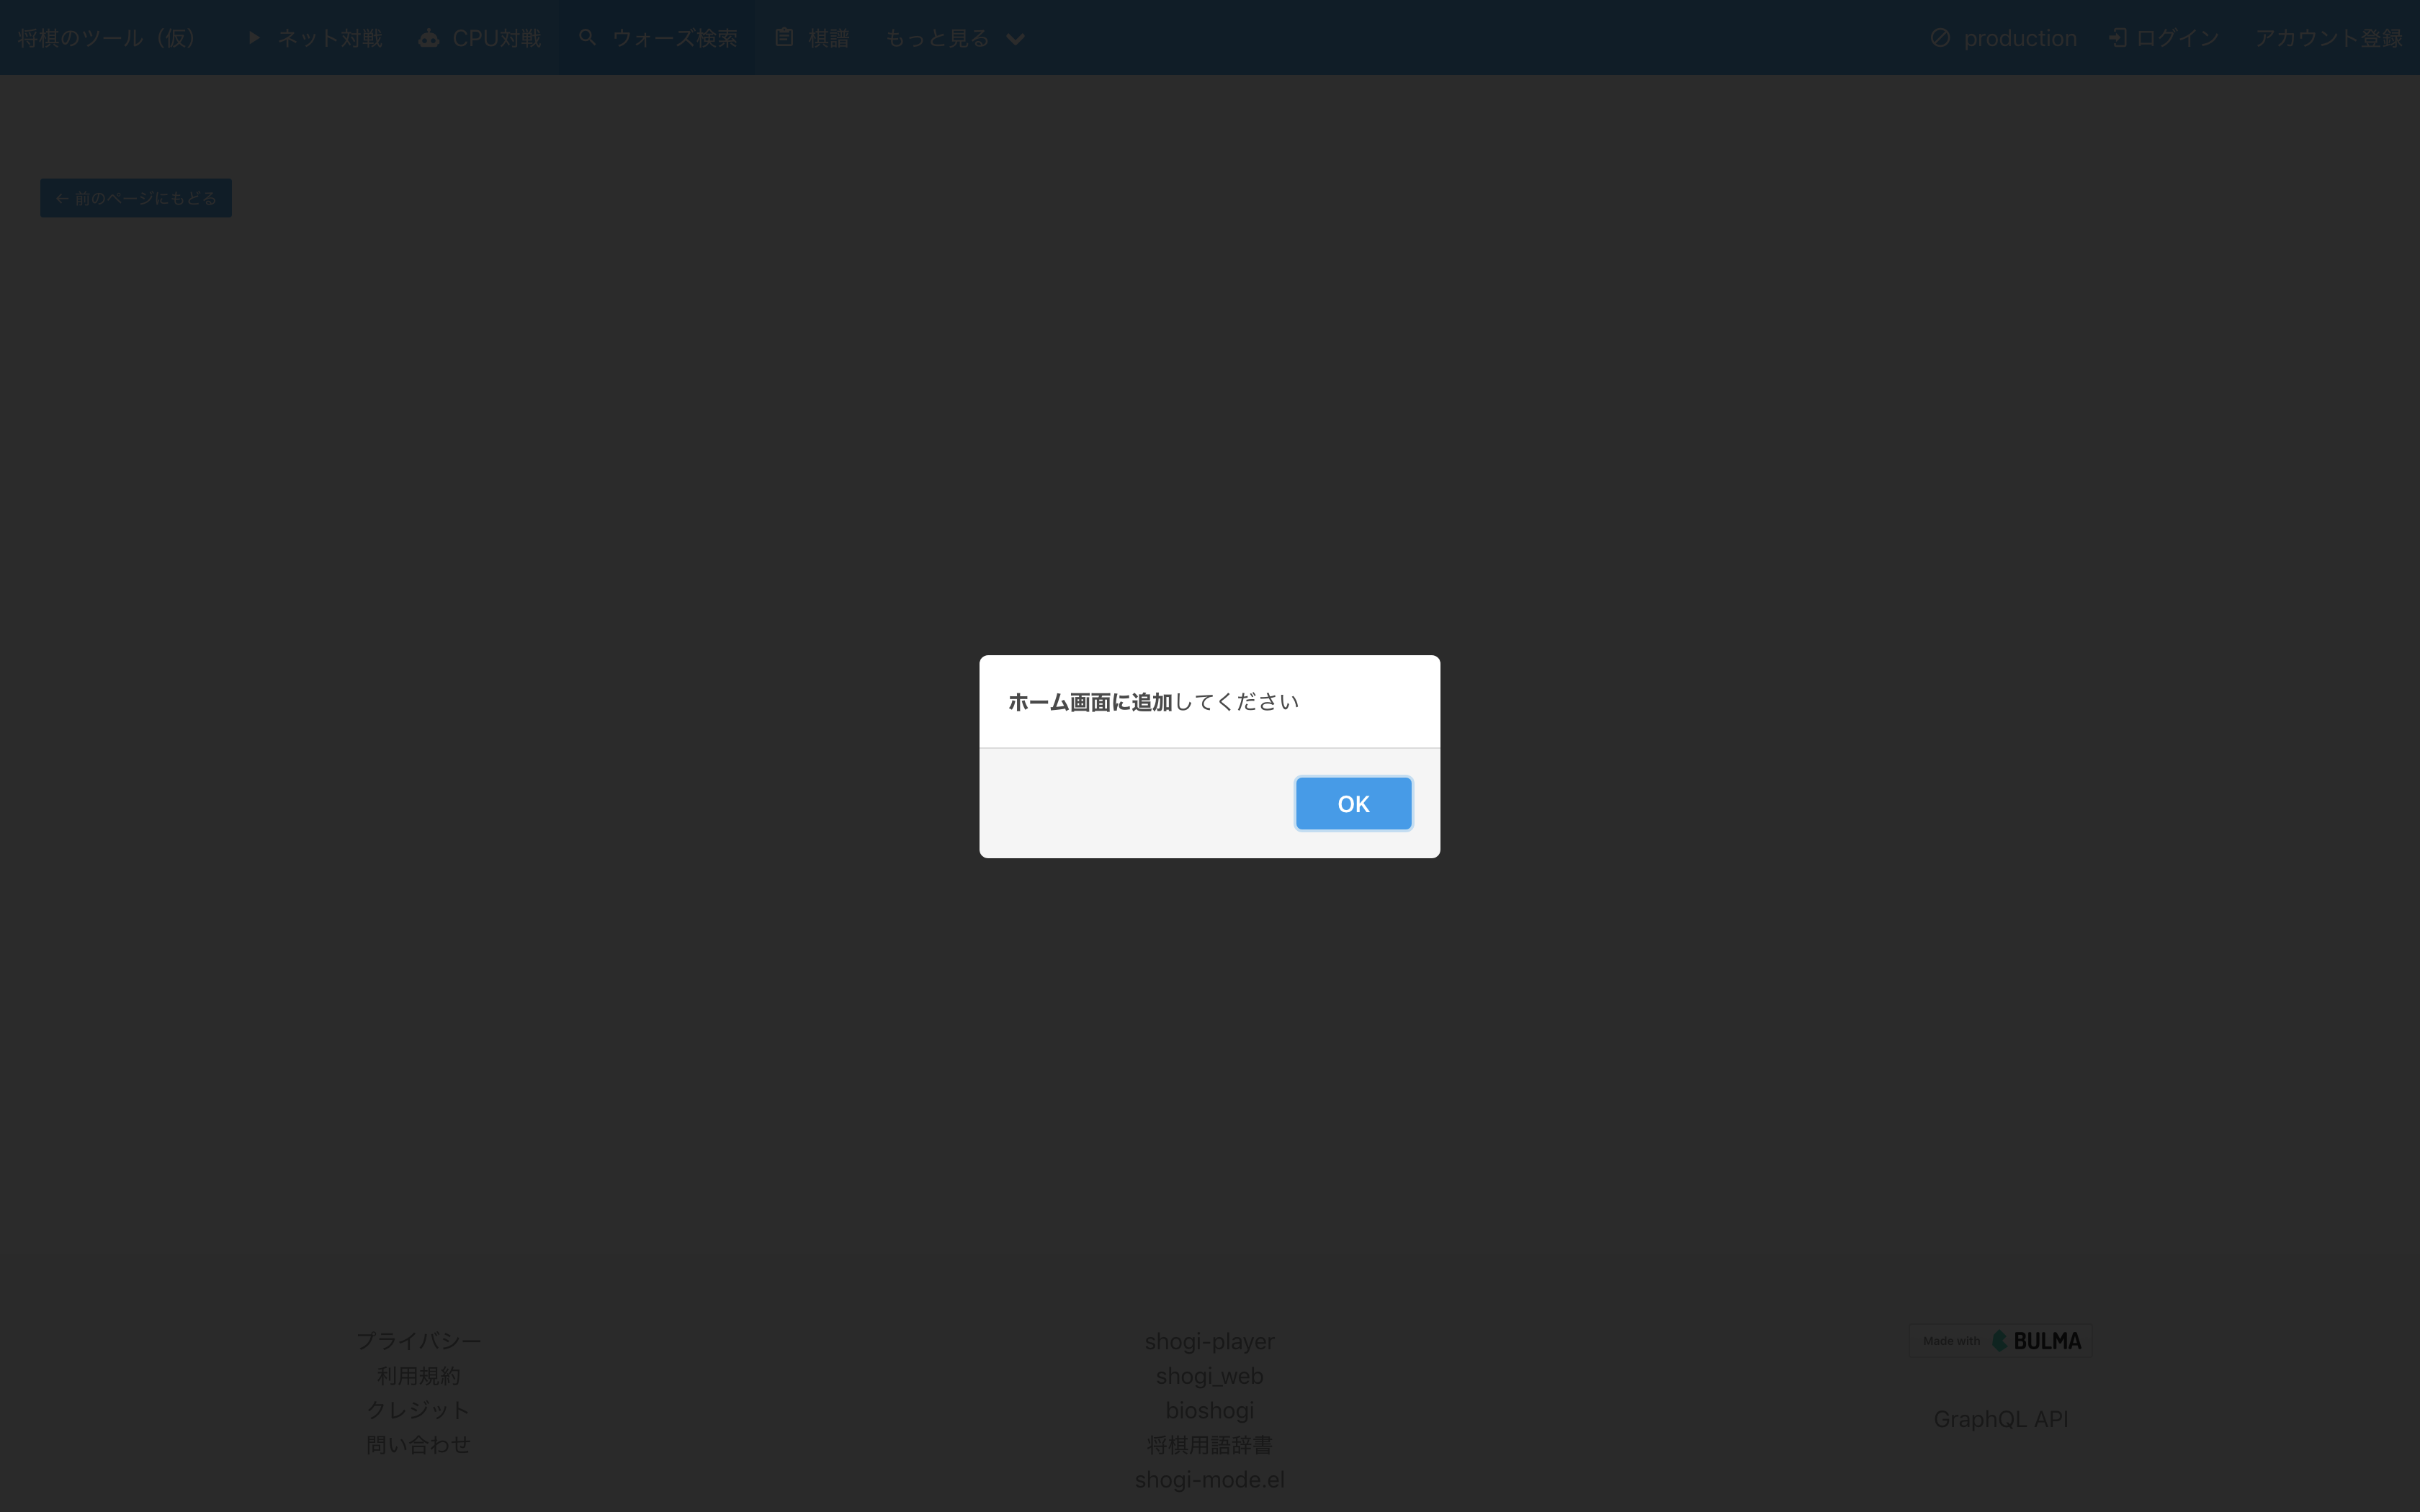 将棋のツール（仮） ネット対戦 CPU対戦 ウォーズ検索 棋譜 もっと見る production ログイン アカウント登録
← 前のページにもどる
ホーム画面に追加してください
OK
プライバシー
利用規約
クレジット
問い合わせ
shogi-player
shogi_web
bioshogi
将棋用語辞書
shogi-mode.el
Made with BULMA
GraphQL API